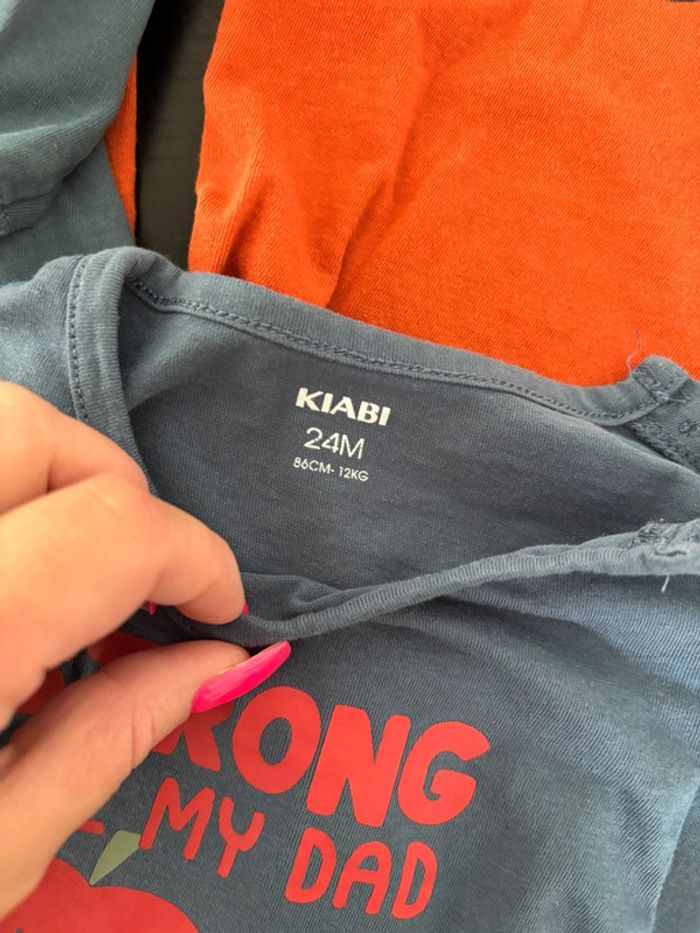 KIABI
24M
86CM- 12KG
RONG
MY DAD